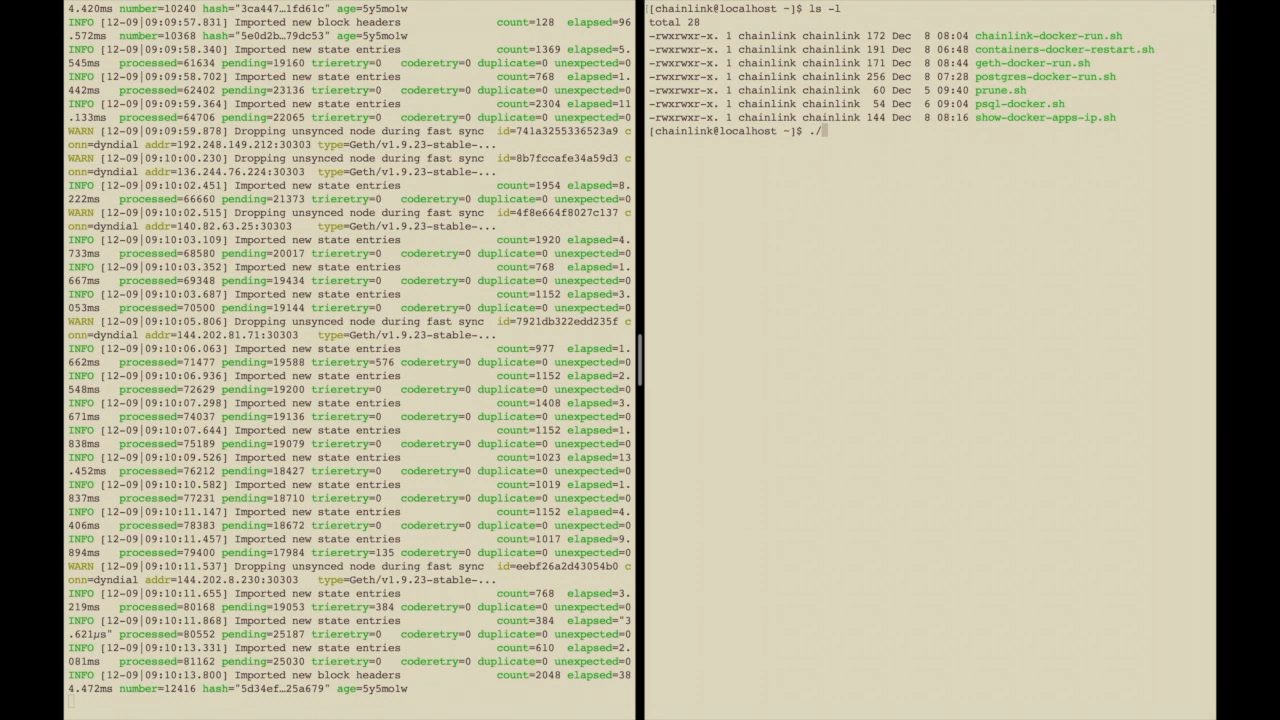 4.420ms number=10240 hash="3ca447…1fd61c" age=5y5mo1w
INFO [12-09|09:09:57.831] Imported new block headers count=128 elapsed=96
.572ms number=10368 hash="5e0d2b…79dc53" age=5y5mo1w
INFO [12-09|09:09:58.340] Imported new state entries count=1369 elapsed=5.
545ms processed=61634 pending=19160 trieretry=0 coderetry=0 duplicate=0 unexpected=0
INFO [12-09|09:09:58.702] Imported new state entries count=768 elapsed=1.
442ms processed=62402 pending=23136 trieretry=0 coderetry=0 duplicate=0 unexpected=0
INFO [12-09|09:09:59.364] Imported new state entries count=2304 elapsed=11
.133ms processed=64706 pending=22065 trieretry=0 coderetry=0 duplicate=0 unexpected=0
WARN [12-09|09:09:59.878] Dropping unsynced node during fast sync id=741a3255336523a9 c
onn=dyndial addr=192.248.149.212:30303 type=Geth/v1.9.23-stable-...
WARN [12-09|09:10:00.230] Dropping unsynced node during fast sync id=8b7fccafe34a59d3 c
onn=dyndial addr=136.244.76.224:30303 type=Geth/v1.9.23-stable-...
INFO [12-09|09:10:02.451] Imported new state entries count=1954 elapsed=8.
222ms processed=66660 pending=21373 trieretry=0 coderetry=0 duplicate=0 unexpected=0
WARN [12-09|09:10:02.515] Dropping unsynced node during fast sync id=4f8e664f8027c137 c
onn=dyndial addr=140.82.63.25:30303 type=Geth/v1.9.23-stable-...
INFO [12-09|09:10:03.109] Imported new state entries count=1920 elapsed=4.
733ms processed=68580 pending=20017 trieretry=0 coderetry=0 duplicate=0 unexpected=0
INFO [12-09|09:10:03.352] Imported new state entries count=768 elapsed=1.
667ms processed=69348 pending=19434 trieretry=0 coderetry=0 duplicate=0 unexpected=0
INFO [12-09|09:10:03.687] Imported new state entries count=1152 elapsed=3.
053ms processed=70500 pending=19144 trieretry=0 coderetry=0 duplicate=0 unexpected=0
WARN [12-09|09:10:05.806] Dropping unsynced node during fast sync id=7921db322edd235f c
onn=dyndial addr=144.202.81.71:30303 type=Geth/v1.9.23-stable-...
INFO [12-09|09:10:06.063] Imported new state entries count=977 elapsed=1.
662ms processed=71477 pending=19588 trieretry=576 coderetry=0 duplicate=0 unexpected=0
INFO [12-09|09:10:06.936] Imported new state entries count=1152 elapsed=2.
548ms processed=72629 pending=19200 trieretry=0 coderetry=0 duplicate=0 unexpected=0
INFO [12-09|09:10:07.298] Imported new state entries count=1408 elapsed=3.
671ms processed=74037 pending=19136 trieretry=0 coderetry=0 duplicate=0 unexpected=0
INFO [12-09|09:10:07.644] Imported new state entries count=1152 elapsed=1.
838ms processed=75189 pending=19079 trieretry=0 coderetry=0 duplicate=0 unexpected=0
INFO [12-09|09:10:09.526] Imported new state entries count=1023 elapsed=13
.452ms processed=76212 pending=18427 trieretry=0 coderetry=0 duplicate=0 unexpected=0
INFO [12-09|09:10:10.582] Imported new state entries count=1019 elapsed=1.
837ms processed=77231 pending=18710 trieretry=0 coderetry=0 duplicate=0 unexpected=0
INFO [12-09|09:10:11.147] Imported new state entries count=1152 elapsed=4.
406ms processed=78383 pending=18672 trieretry=0 coderetry=0 duplicate=0 unexpected=0
INFO [12-09|09:10:11.457] Imported new state entries count=1017 elapsed=9.
894ms processed=79400 pending=17984 trieretry=135 coderetry=0 duplicate=0 unexpected=0
WARN [12-09|09:10:11.537] Dropping unsynced node during fast sync id=eebf26a2d43054b0 c
onn=dyndial addr=144.202.8.230:30303 type=Geth/v1.9.23-stable-...
INFO [12-09|09:10:11.655] Imported new state entries count=768 elapsed=3.
219ms processed=80168 pending=19053 trieretry=384 coderetry=0 duplicate=0 unexpected=0
INFO [12-09|09:10:11.868] Imported new state entries count=384 elapsed="3
.621µs" processed=80552 pending=25187 trieretry=0 coderetry=0 duplicate=0 unexpected=0
INFO [12-09|09:10:13.331] Imported new state entries count=610 elapsed=2.
081ms processed=81162 pending=25030 trieretry=0 coderetry=0 duplicate=0 unexpected=0
INFO [12-09|09:10:13.800] Imported new block headers count=2048 elapsed=38
4.472ms number=12416 hash="5d34ef…25a679" age=5y5mo1w
[[chainlink@localhost ~]$ ls -l ]
total 28
-rwxrwxr-x. 1 chainlink chainlink 172 Dec 8 08:04 chainlink-docker-run.sh
-rwxrwxr-x. 1 chainlink chainlink 191 Dec 8 06:48 containers-docker-restart.sh
-rwxrwxr-x. 1 chainlink chainlink 171 Dec 8 08:44 geth-docker-run.sh
-rwxrwxr-x. 1 chainlink chainlink 256 Dec 8 07:28 postgres-docker-run.sh
-rwxrwxr-x. 1 chainlink chainlink 60 Dec 5 09:40 prune.sh
-rwxrwxr-x. 1 chainlink chainlink 54 Dec 6 09:04 psql-docker.sh
-rwxrwxr-x. 1 chainlink chainlink 144 Dec 8 08:16 show-docker-apps-ip.sh
[chainlink@localhost ~]$ ./